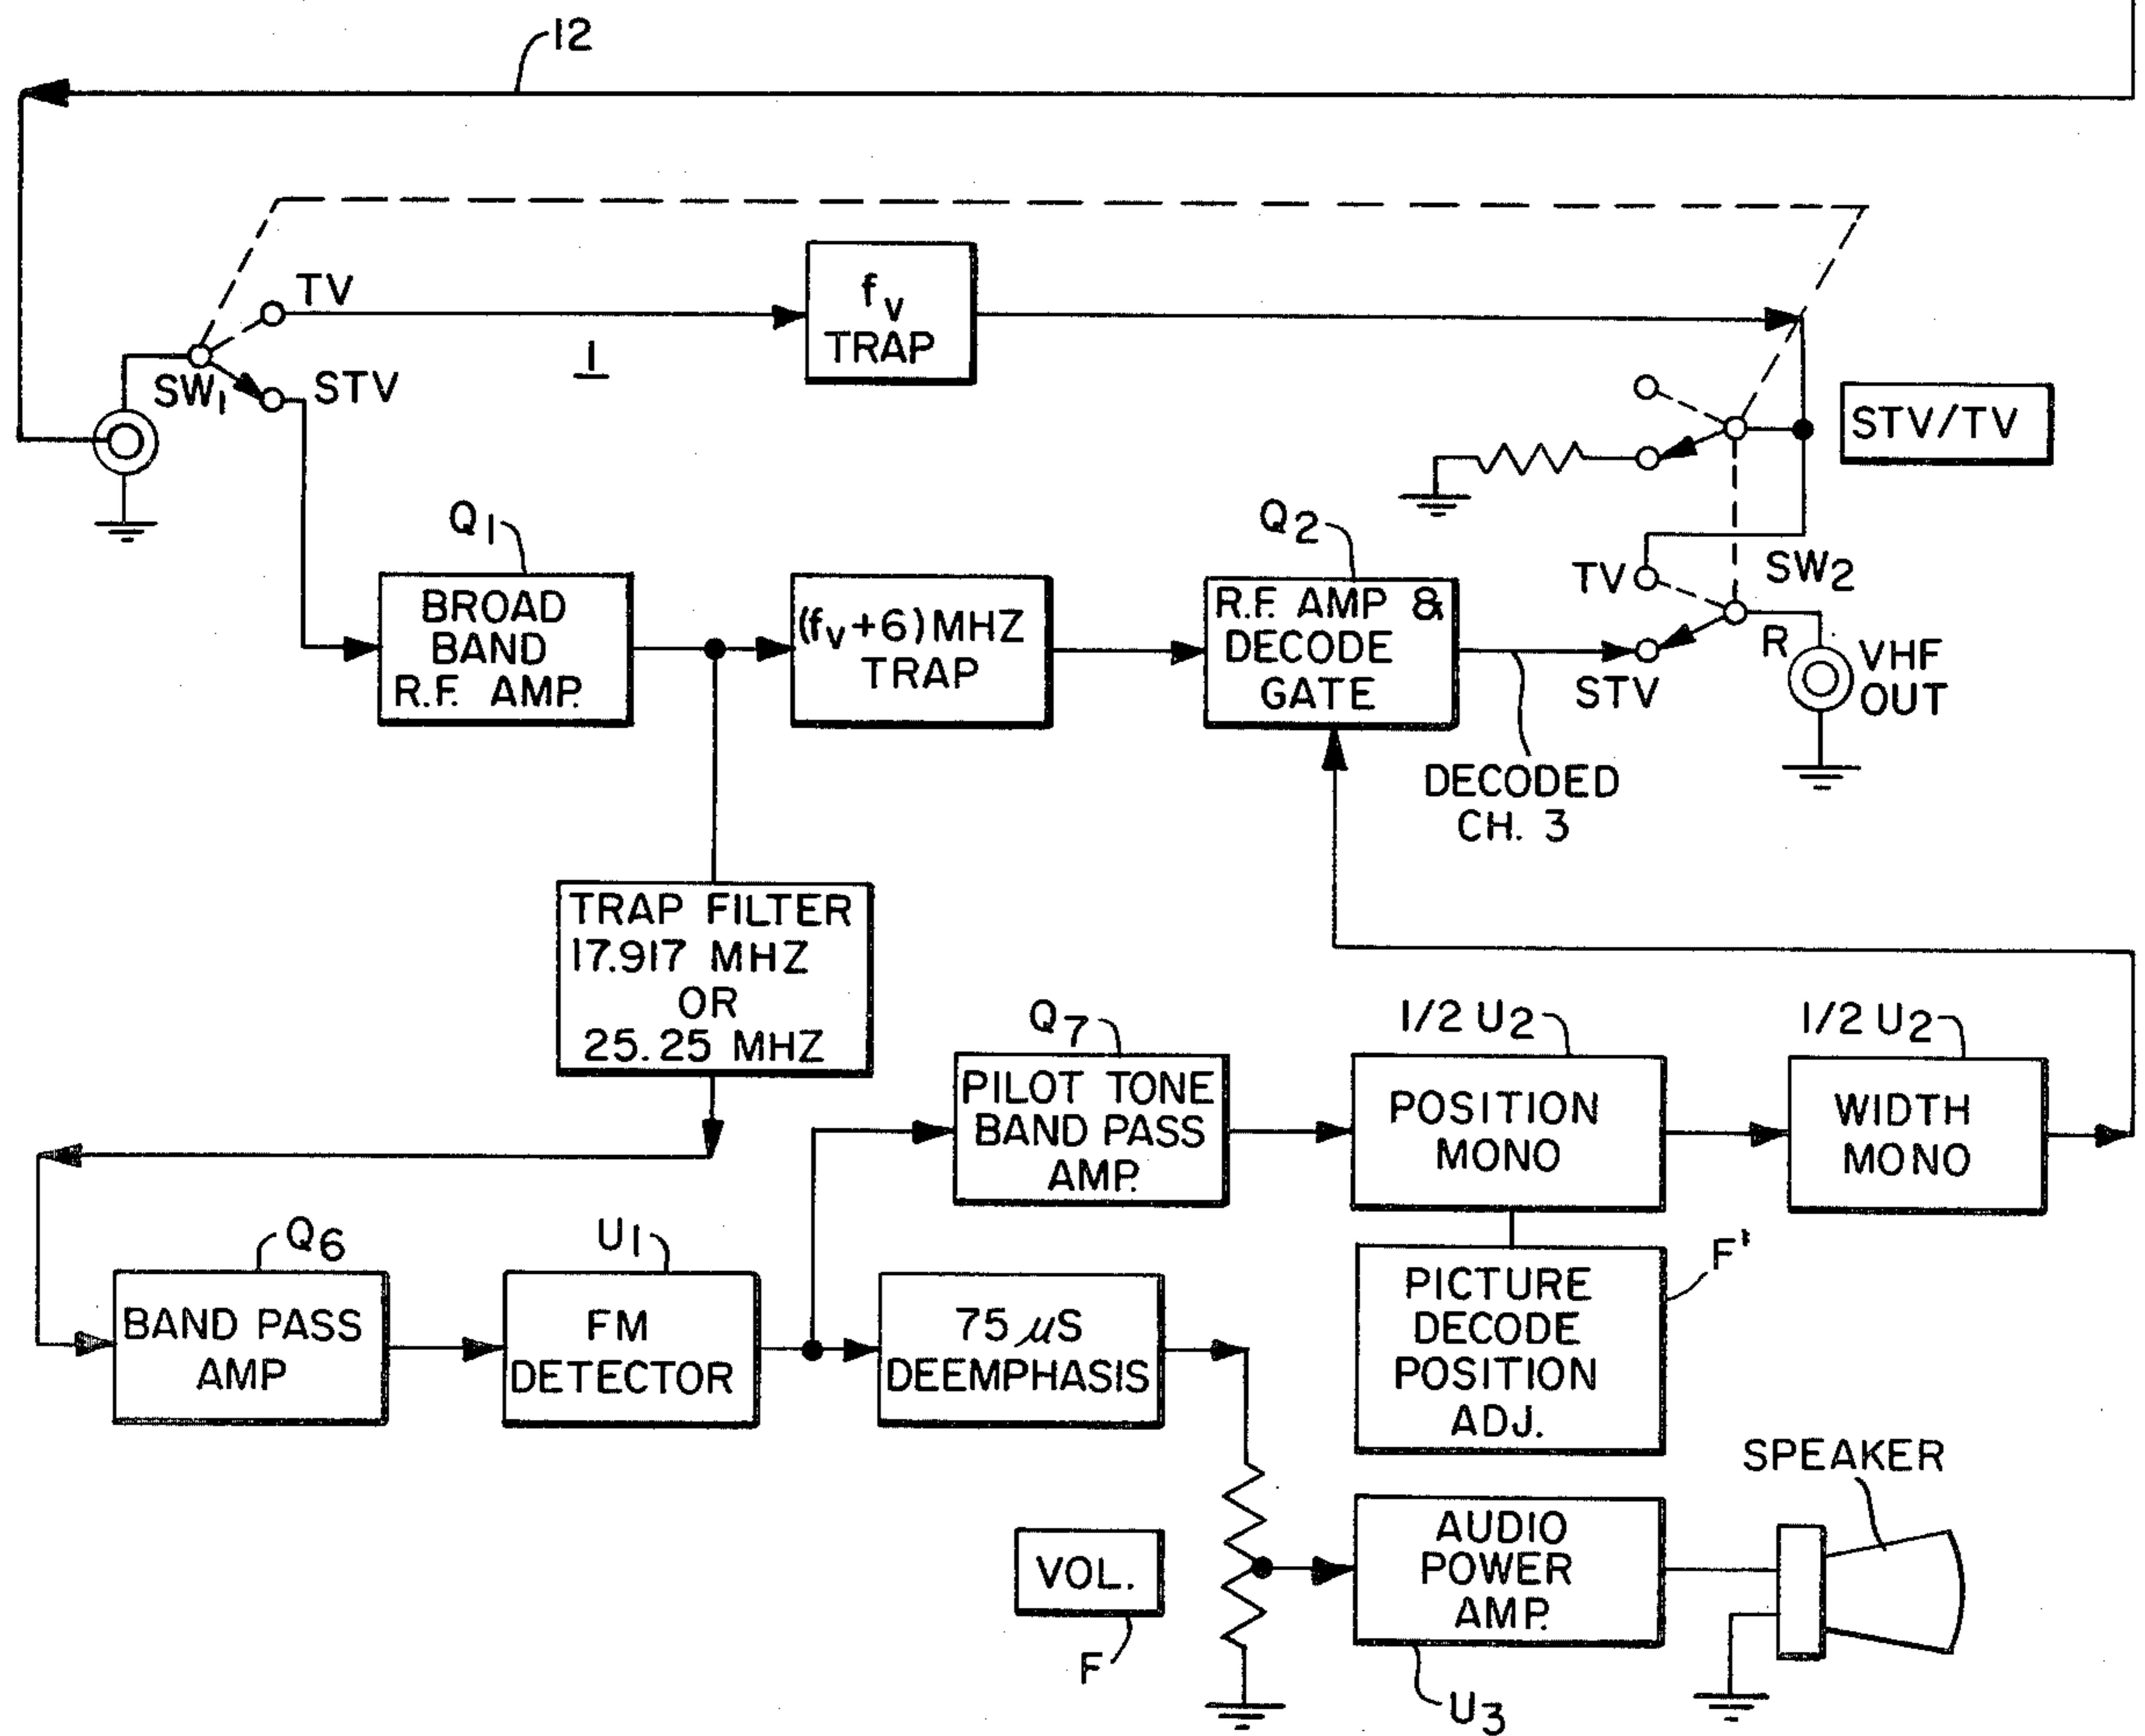 12
TV
f_v
TRAP
1
SW1
STV
STV/TV
Q1
BROAD
BAND
R.F. AMP.
(f_v+6)MHZ
TRAP
Q2
R.F. AMP &
DECODE
GATE
TV
SW2
R
STV
VHF
OUT
DECODED
CH. 3
TRAP FILTER
17.917 MHZ
OR
25.25 MHZ
Q7
PILOT TONE
BAND PASS
AMP.
1/2 U2
POSITION
MONO
1/2 U2
WIDTH
MONO
Q6
BAND PASS
AMP
U1
FM
DETECTOR
75 µS
DEEMPHASIS
F'
PICTURE
DECODE
POSITION
ADJ.
SPEAKER
VOL.
F
AUDIO
POWER
AMP.
U3